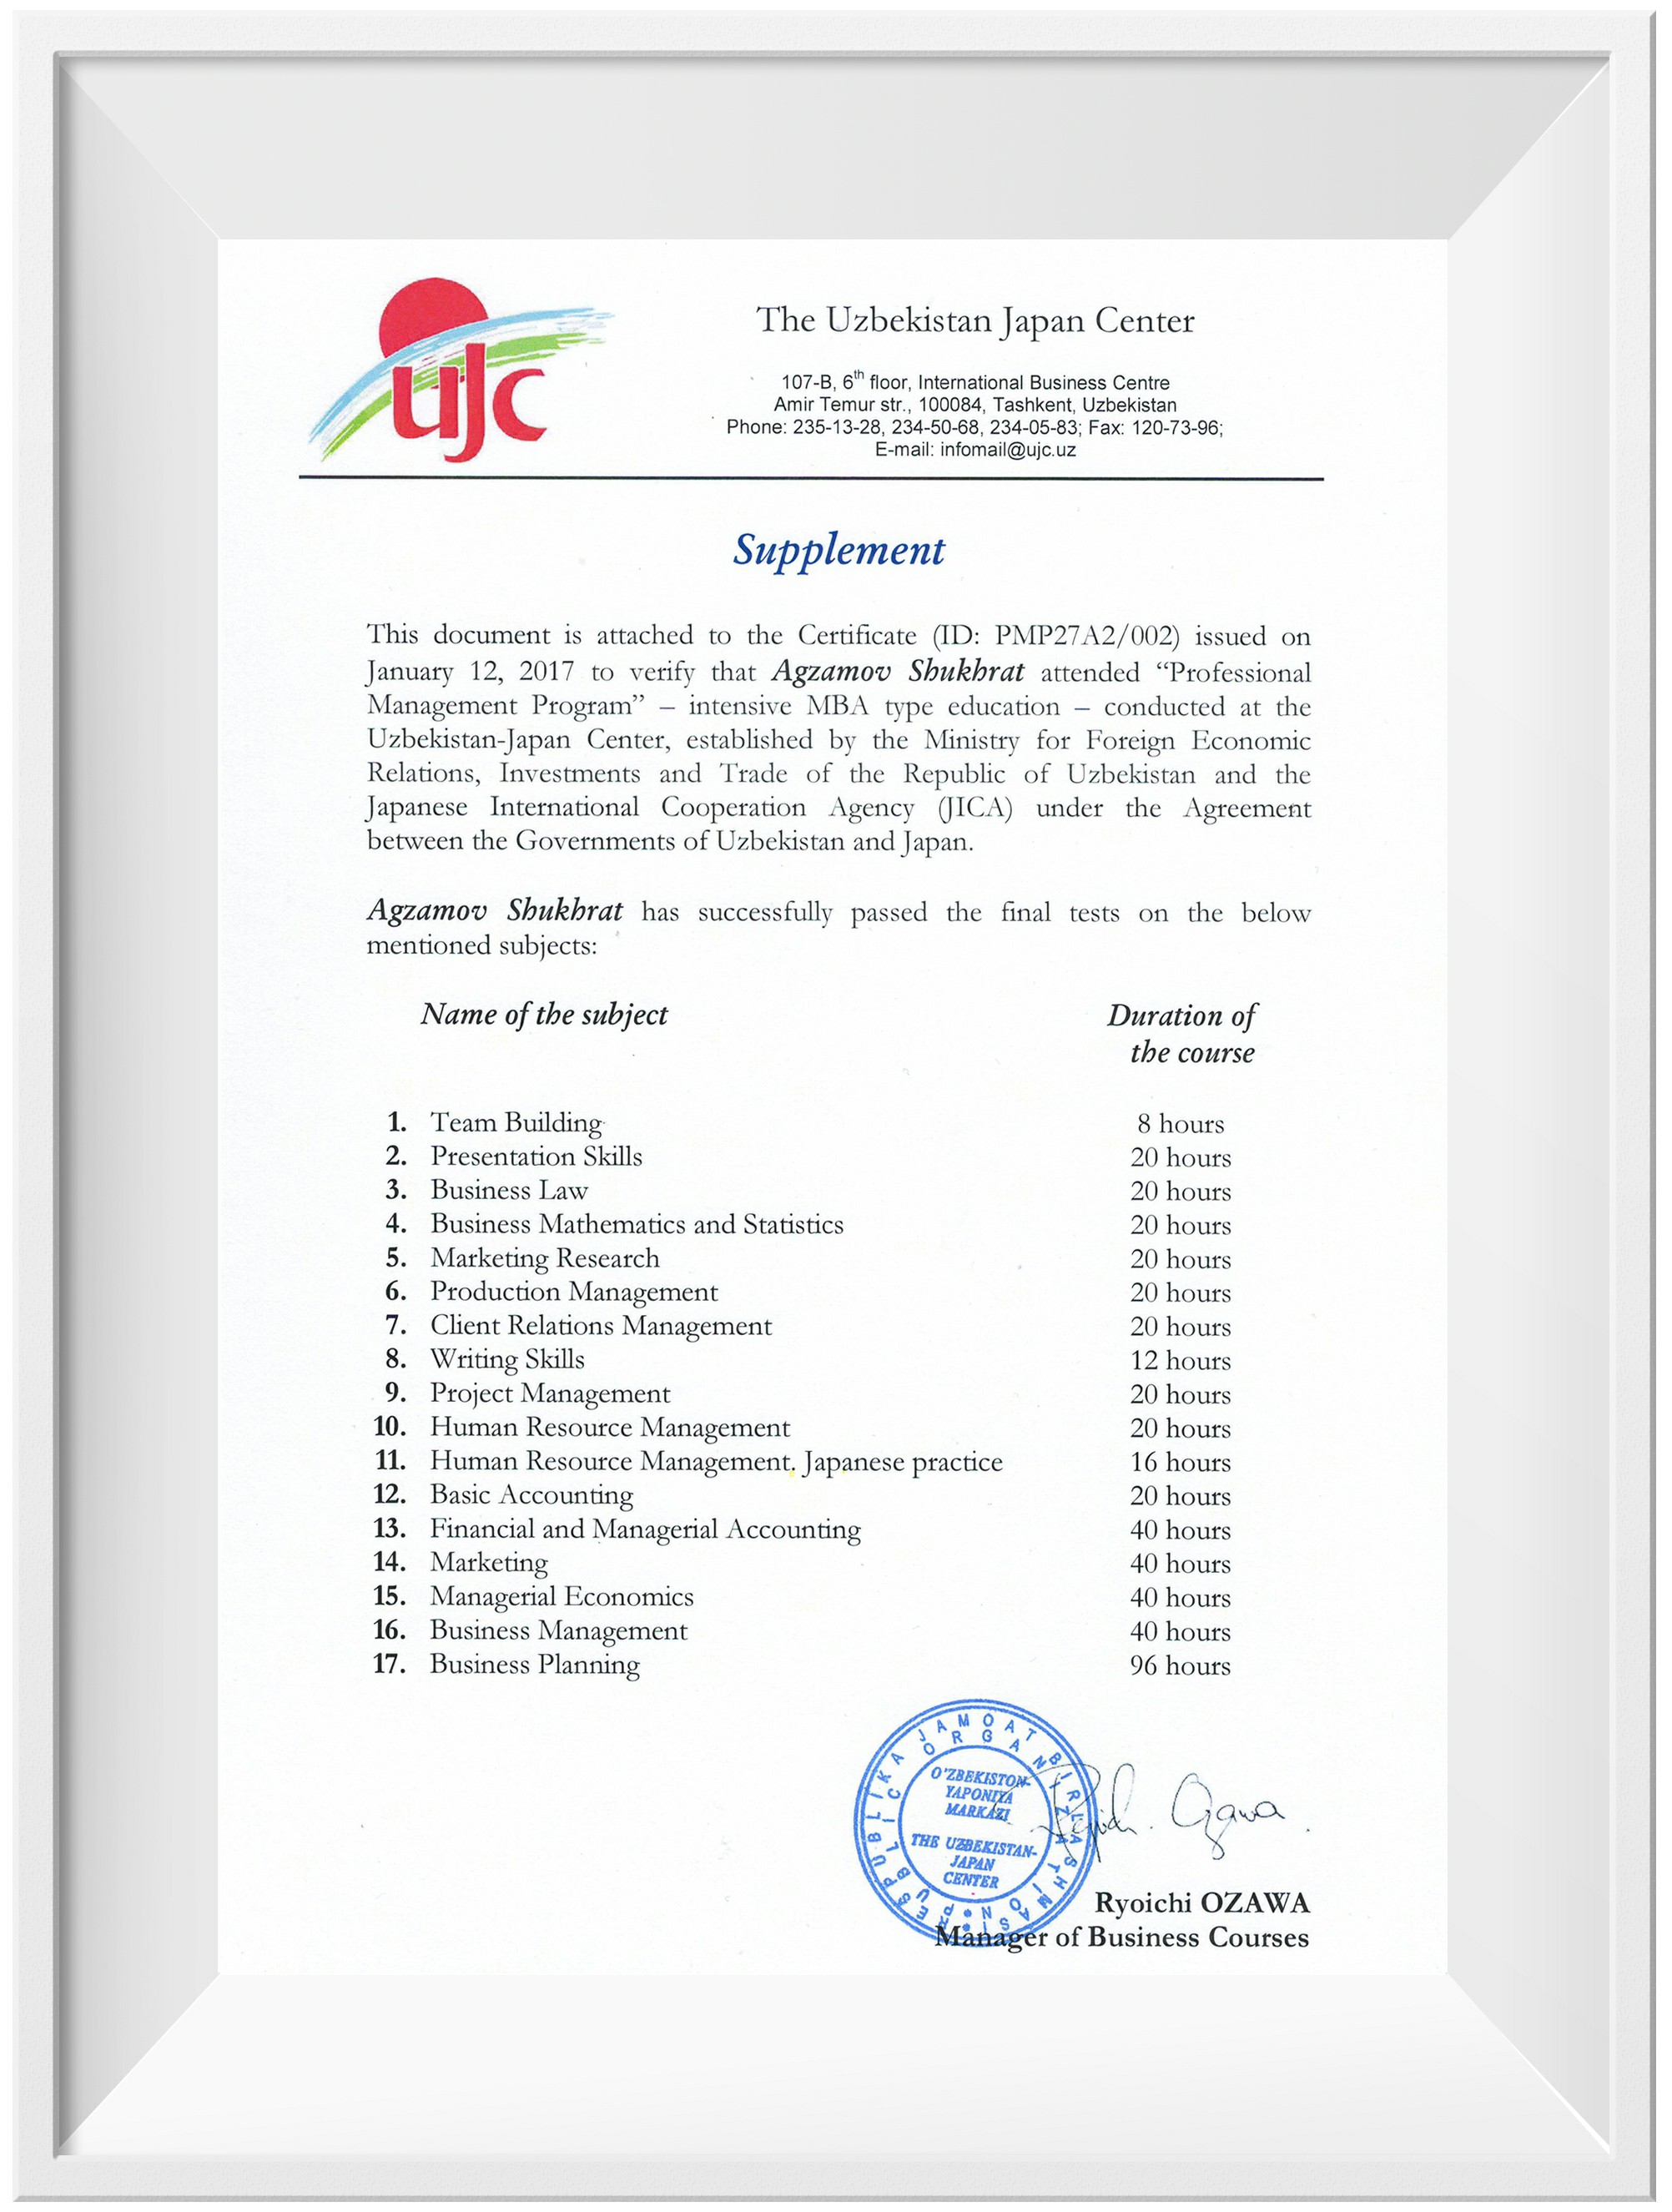 ujc
The Uzbekistan Japan Center
107-B, 6th floor, International Business Centre
Amir Temur str., 100084, Tashkent, Uzbekistan
Phone: 235-13-28, 234-50-68, 234-05-83; Fax: 120-73-96;
E-mail: infomail@ujc.uz
Supplement
This document is attached to the Certificate (ID: PMP27A2/002) issued on
January 12, 2017 to verify that Agzamov Shukhrat attended “Professional
Management Program” – intensive MBA type education – conducted at the
Uzbekistan-Japan Center, established by the Ministry for Foreign Economic
Relations, Investments and Trade of the Republic of Uzbekistan and the
Japanese International Cooperation Agency (JICA) under the Agreement
between the Governments of Uzbekistan and Japan.
Agzamov Shukhrat has successfully passed the final tests on the below
mentioned subjects:
Name of the subject Duration of
the course
1. Team Building 8 hours
2. Presentation Skills 20 hours
3. Business Law 20 hours
4. Business Mathematics and Statistics 20 hours
5. Marketing Research 20 hours
6. Production Management 20 hours
7. Client Relations Management 20 hours
8. Writing Skills 12 hours
9. Project Management 20 hours
10. Human Resource Management 20 hours
11. Human Resource Management. Japanese practice 16 hours
12. Basic Accounting 20 hours
13. Financial and Managerial Accounting 40 hours
14. Marketing 40 hours
15. Managerial Economics 40 hours
16. Business Management 40 hours
17. Business Planning 96 hours
RESPUBLIKA JAMOAT BIRLASHMASI
PUBLIC ORGANIZATION
O'ZBEKISTON-
YAPONIYA
MARKAZI
THE UZBEKISTAN-
JAPAN
CENTER
Ryoichi Ozawa
Ryoichi OZAWA
Manager of Business Courses